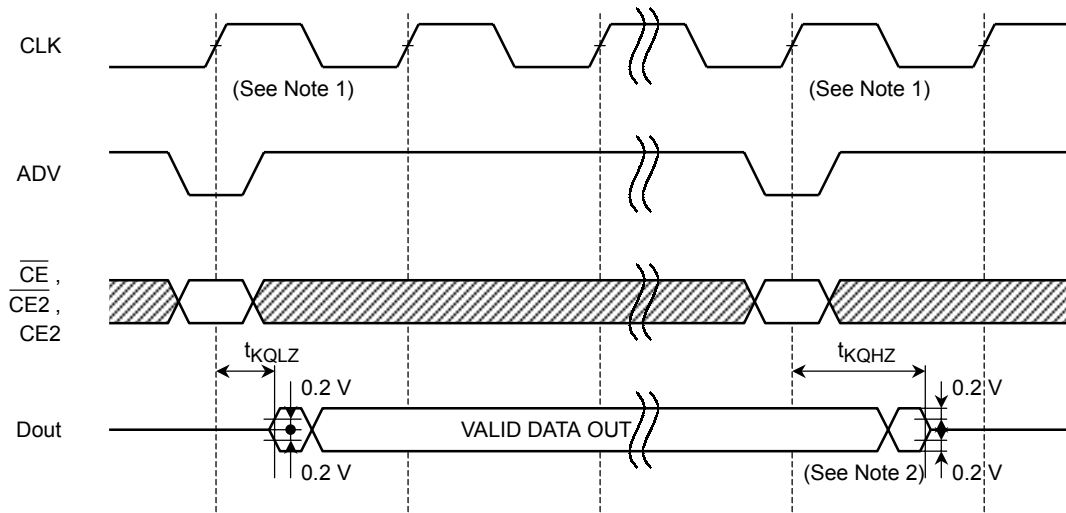 CLK
(See Note 1)
(See Note 1)
ADV
CE ,
CE2 ,
CE2
tKQLZ
tKQHZ
0.2 V
0.2 V
Dout
VALID DATA OUT
0.2 V
(See Note 2)
0.2 V